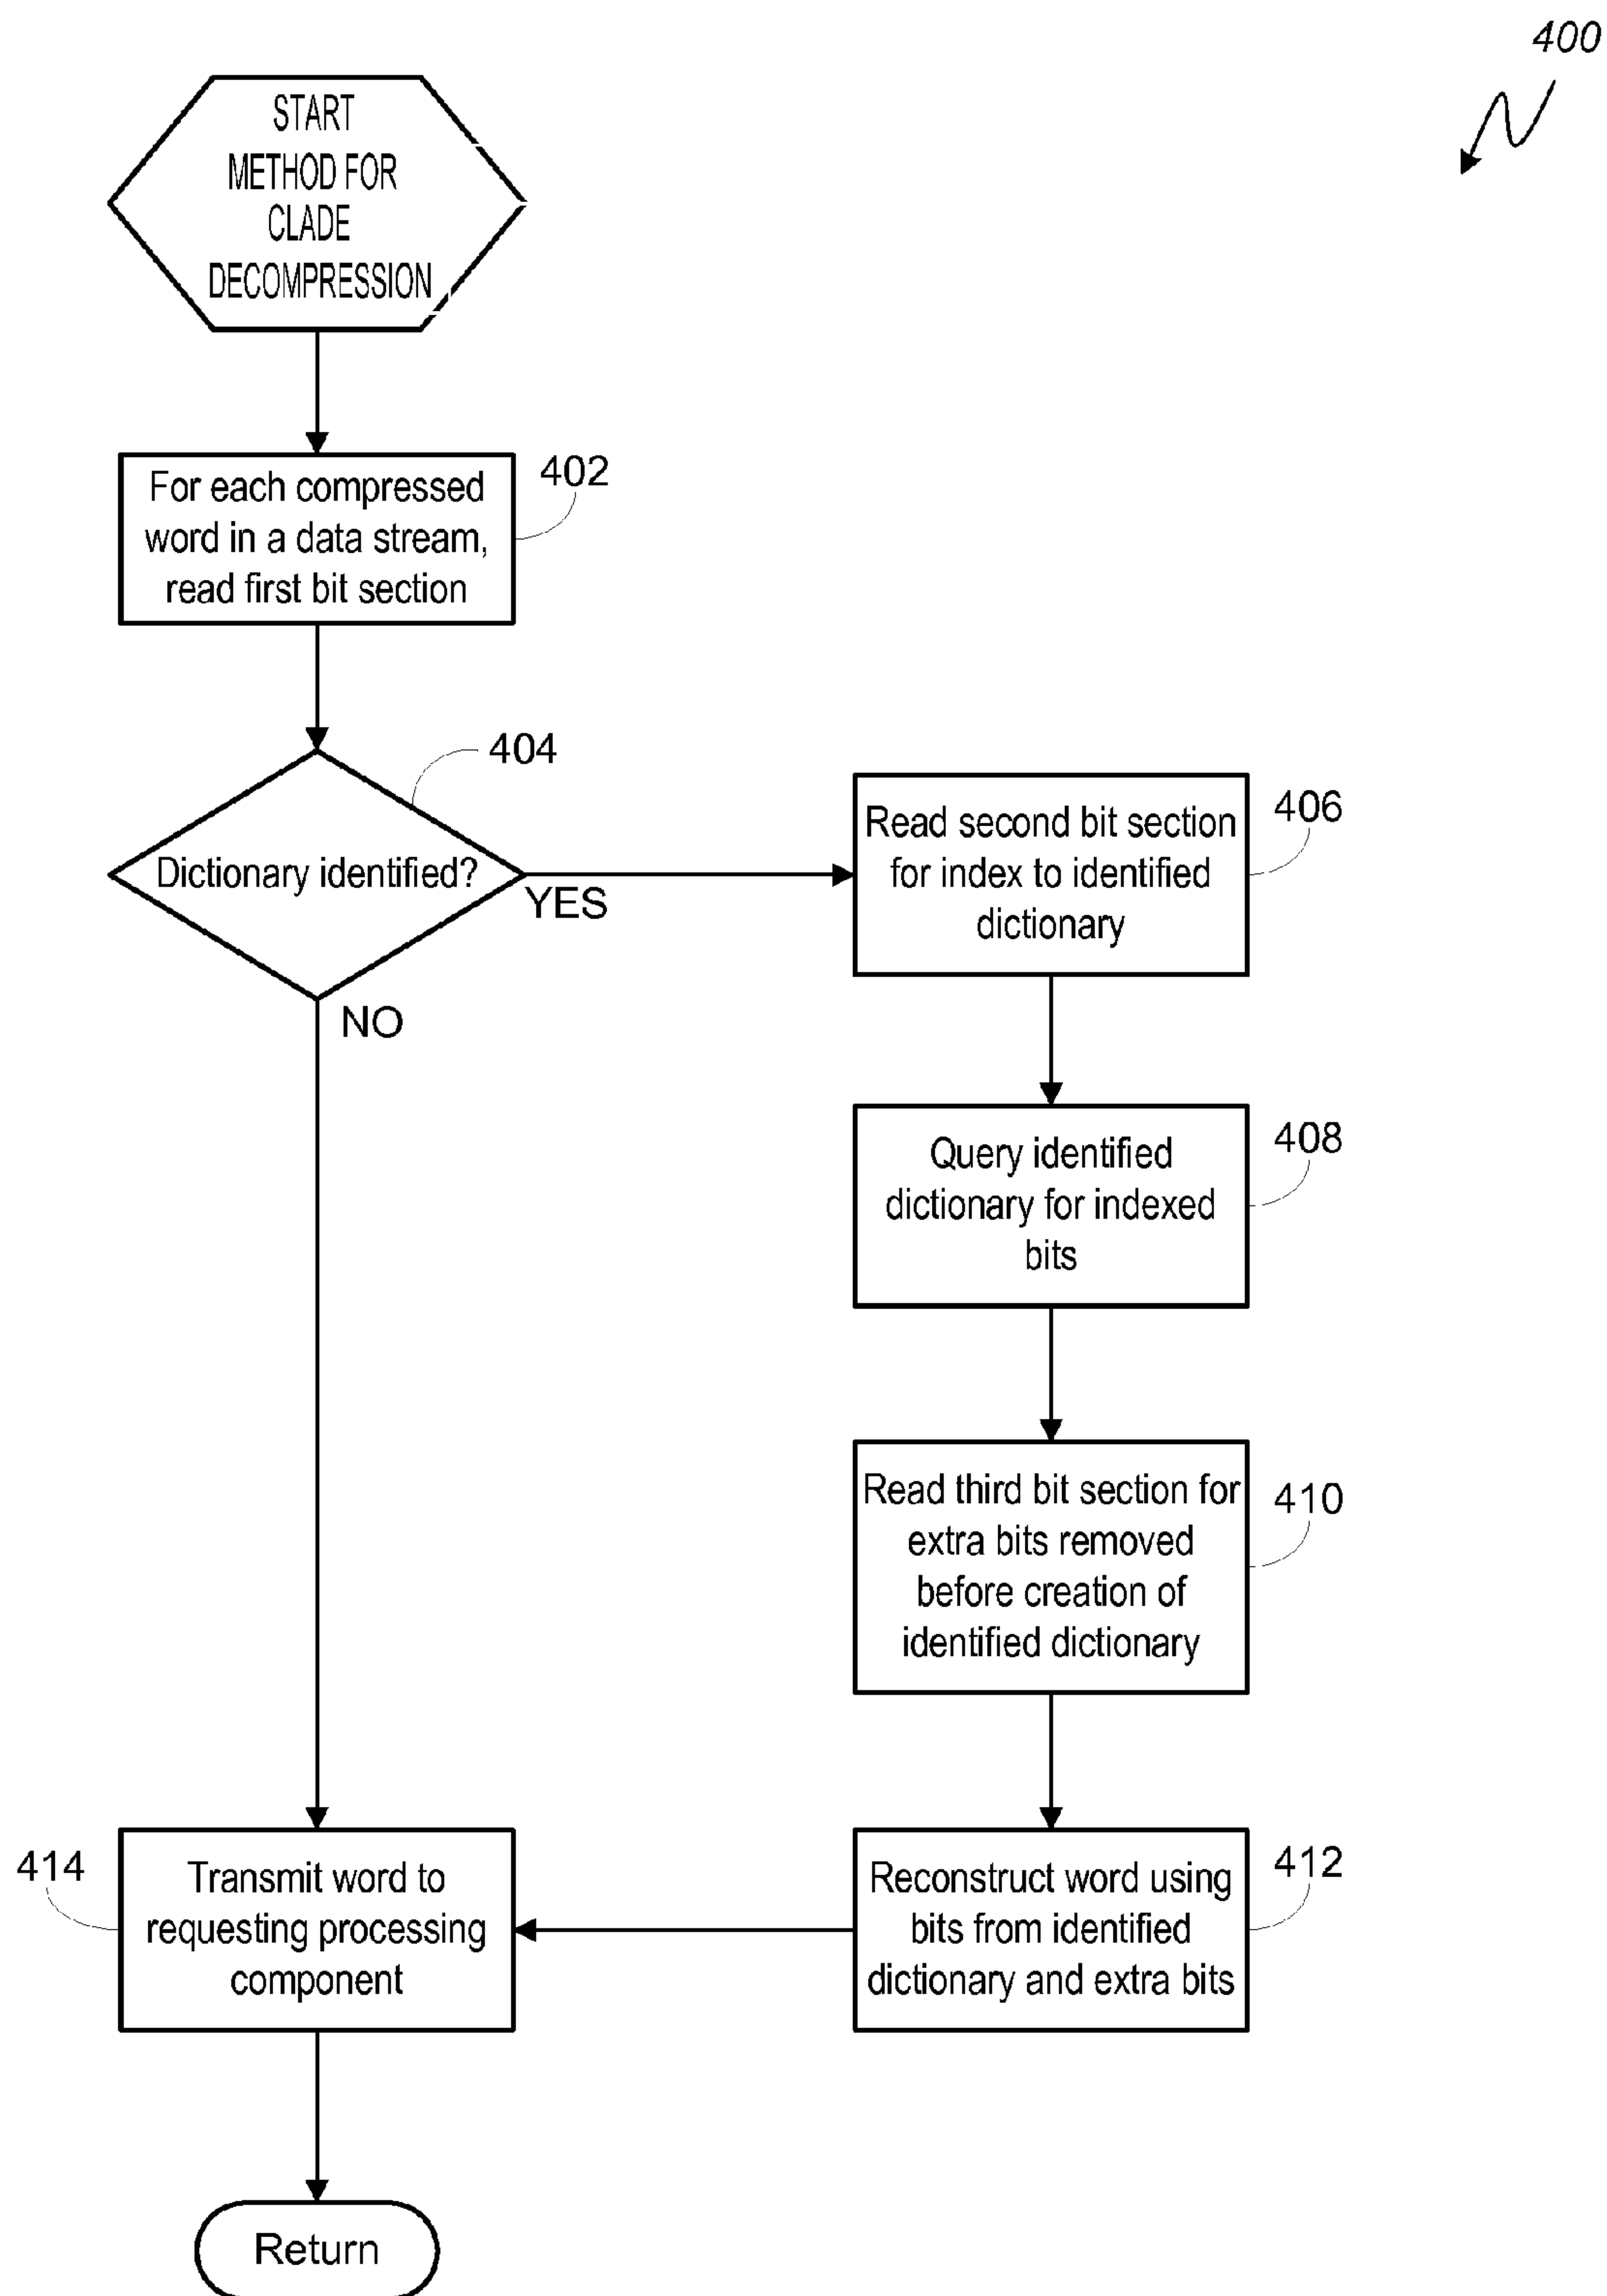 400
START
METHOD FOR
CLADE
DECOMPRESSION
For each compressed
word in a data stream,
read first bit section
402
404
Dictionary identified?
YES
NO
Read second bit section
for index to identified
dictionary
406
Query identified
dictionary for indexed
bits
408
Read third bit section for
extra bits removed
before creation of
identified dictionary
410
Reconstruct word using
bits from identified
dictionary and extra bits
412
414
Transmit word to
requesting processing
component
Return